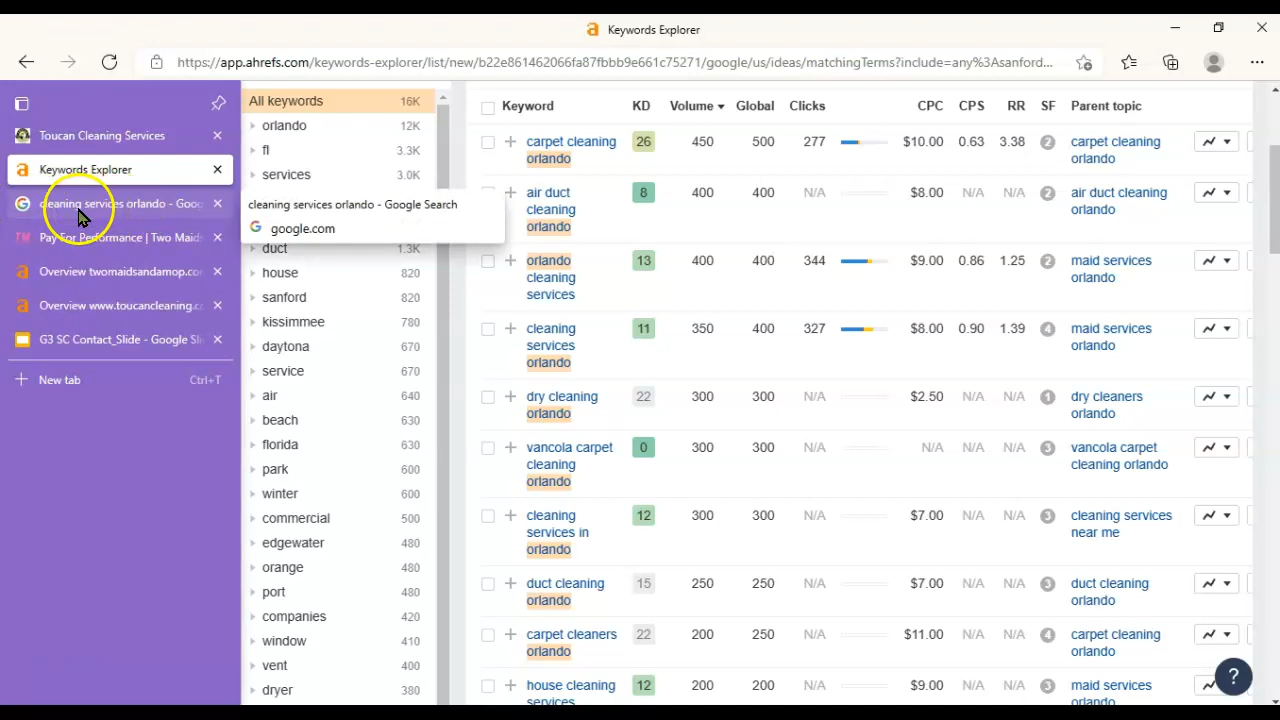 Keywords Explorer
https://app.ahrefs.com/keywords-explorer/list/new/b22e861462066fa87fbbb9e661c75271/google/us/ideas/matchingTerms?include=any%3Asanford...
Toucan Cleaning Services
Keywords Explorer
cleaning services orlando - Goog
Pay For Performance | Two Maids
Overview twomaidsandamop.co
Overview www.toucancleaning.c
G3 SC Contact_Slide - Google Sli
New tab Ctrl+T
cleaning services orlando - Google Search
google.com
All keywords 16K
orlando 12K
fl 3.3K
services 3.0K
duct 1.3K
house 820
sanford 820
kissimmee 780
daytona 670
service 670
air 640
beach 630
florida 630
park 600
winter 600
commercial 500
edgewater 480
orange 480
port 480
companies 420
window 410
vent 400
dryer 380
Keyword KD Volume Global Clicks CPC CPS RR SF Parent topic
carpet cleaning 26 450 500 277 $10.00 0.63 3.38 2 carpet cleaning
orlando orlando
air duct 8 400 400 N/A $8.00 N/A N/A 2 air duct cleaning
cleaning orlando
orlando
orlando 13 400 400 344 $9.00 0.86 1.25 2 maid services
cleaning orlando
services
cleaning 11 350 400 327 $8.00 0.90 1.39 4 maid services
services orlando
orlando
dry cleaning 22 300 300 N/A $2.50 N/A N/A 1 dry cleaners
orlando orlando
vancola carpet 0 300 300 N/A N/A N/A N/A 3 vancola carpet
cleaning cleaning orlando
orlando
cleaning 12 300 300 N/A $7.00 N/A N/A 3 cleaning services
services in near me
orlando
duct cleaning 15 250 250 N/A $7.00 N/A N/A 3 duct cleaning
orlando orlando
carpet cleaners 22 200 250 N/A $11.00 N/A N/A 4 carpet cleaning
orlando orlando
house cleaning 12 200 200 N/A $9.00 N/A N/A 3 maid services
services orlando
?